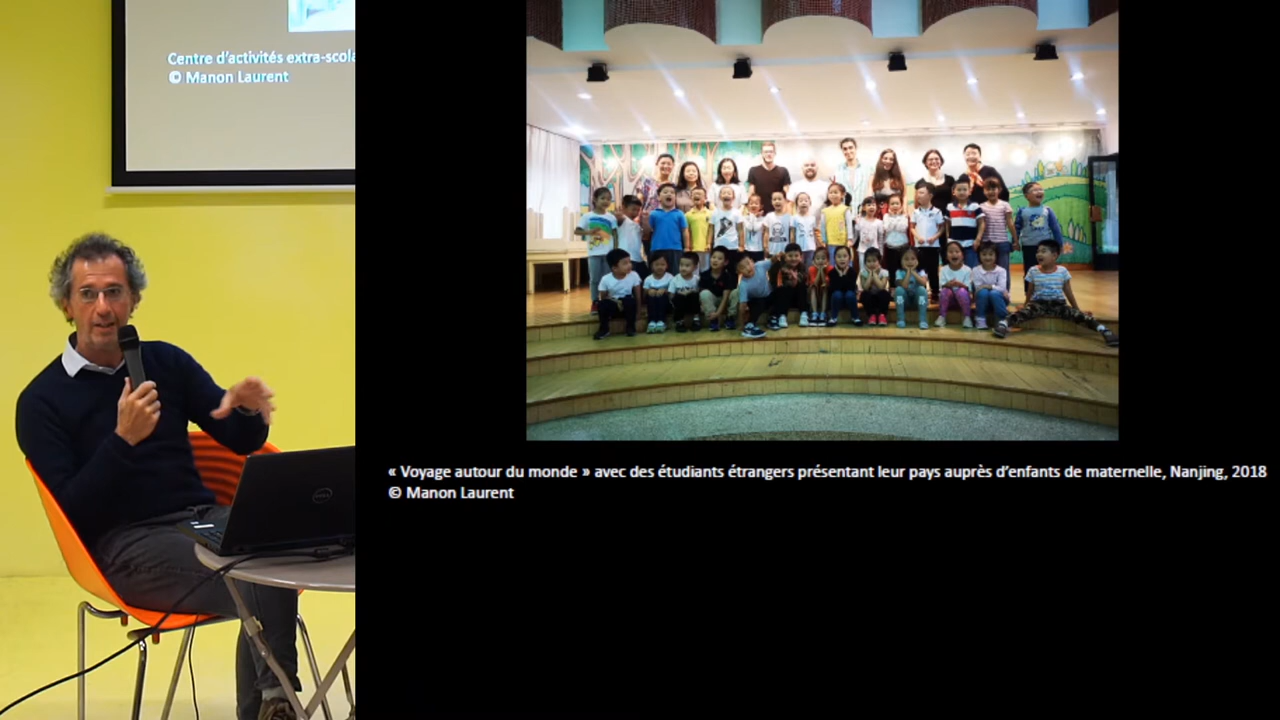 Centre d'activités extra-scola
© Manon Laurent
DELL
« Voyage autour du monde » avec des étudiants étrangers présentant leur pays auprès d'enfants de maternelle, Nanjing, 2018
© Manon Laurent